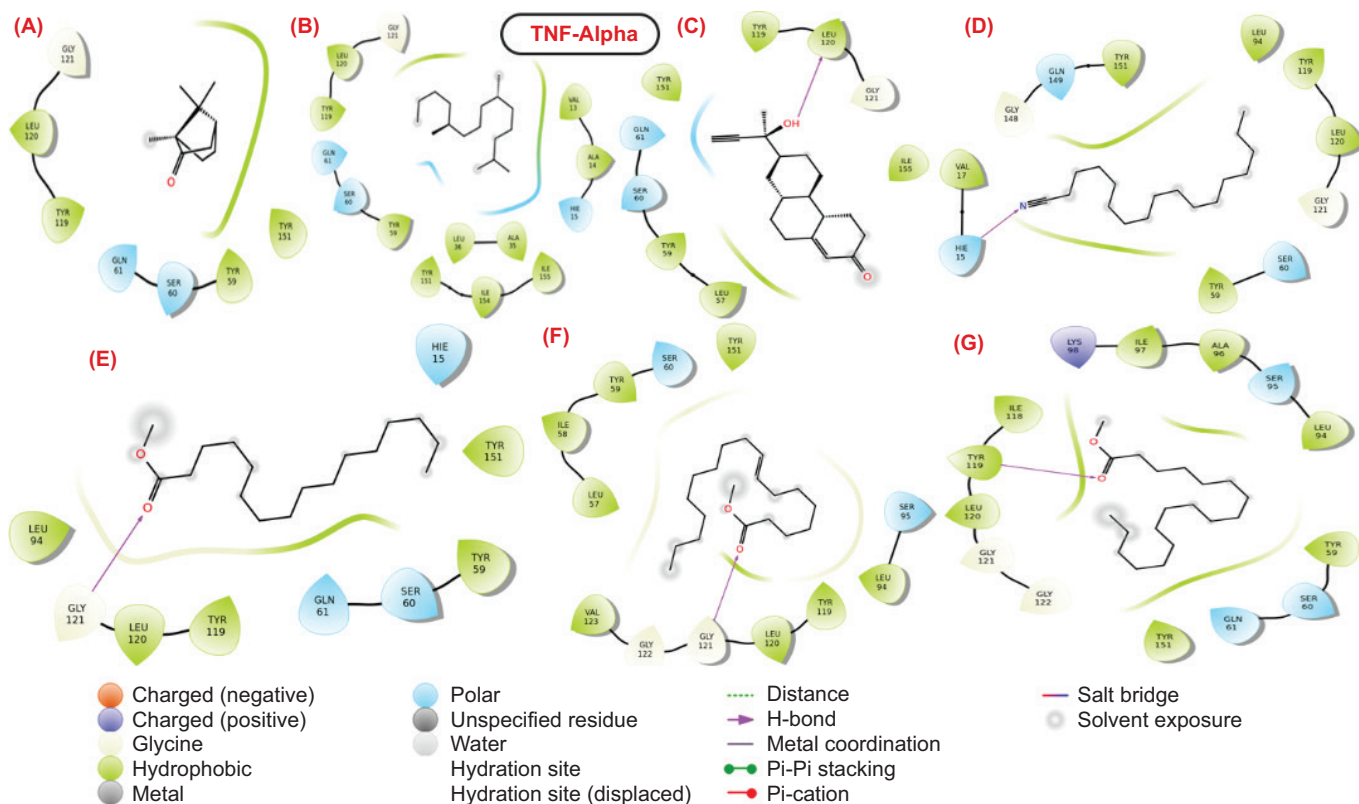 TNF-Alpha
(A)
GLY 121
LEU 120
TYR 119
GLN 61
SER 60
TYR 59
TYR 151
O
(B)
GLY 121
LEU 120
TYR 119
GLN 61
SER 60
TYR 59
LEU 36
ALA 35
TYR 151
ILE 154
ILE 155
VAL 13
ALA 14
HIE 15
(C)
TYR 119
LEU 120
GLY 121
TYR 151
GLN 61
SER 60
TYR 59
LEU 57
OH
O
(D)
LEU 94
TYR 119
LEU 120
GLY 121
TYR 151
GLN 149
GLY 148
ILE 155
VAL 17
HIE 15
N
SER 60
TYR 59
(E)
HIE 15
TYR 151
O
O
LEU 94
GLY 121
LEU 120
TYR 119
GLN 61
SER 60
TYR 59
(F)
TYR 151
SER 60
TYR 59
ILE 58
LEU 57
O
O
VAL 123
GLY 122
GLY 121
LEU 120
TYR 119
(G)
LYS 98
ILE 97
ALA 96
SER 95
LEU 94
ILE 118
TYR 119
LEU 120
GLY 121
GLY 122
O
O
SER 95
LEU 94
TYR 59
SER 60
GLN 61
TYR 151
Charged (negative)
Charged (positive)
Glycine
Hydrophobic
Metal
Polar
Unspecified residue
Water
Hydration site
Hydration site (displaced)
Distance
H-bond
Metal coordination
Pi-Pi stacking
Pi-cation
Salt bridge
Solvent exposure